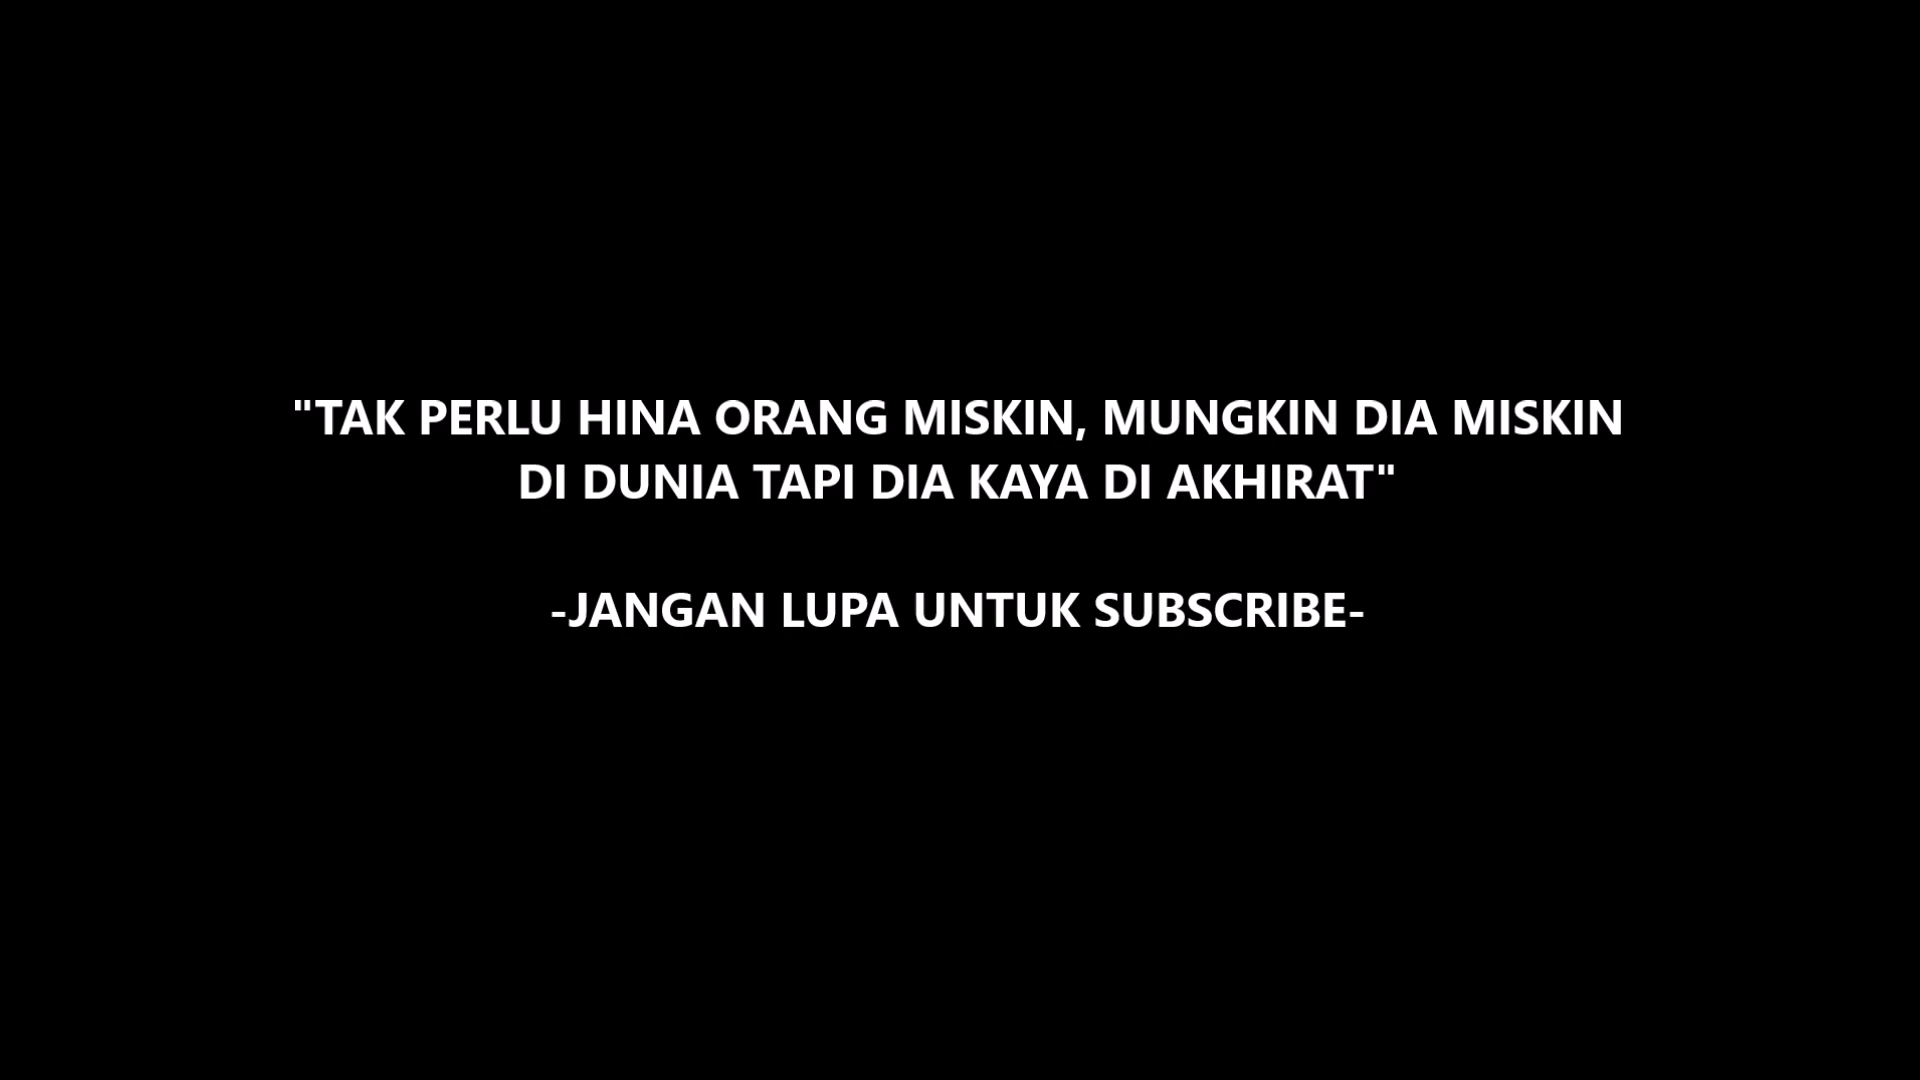 "TAK PERLU HINA ORANG MISKIN, MUNGKIN DIA MISKIN
DI DUNIA TAPI DIA KAYA DI AKHIRAT"
-JANGAN LUPA UNTUK SUBSCRIBE-